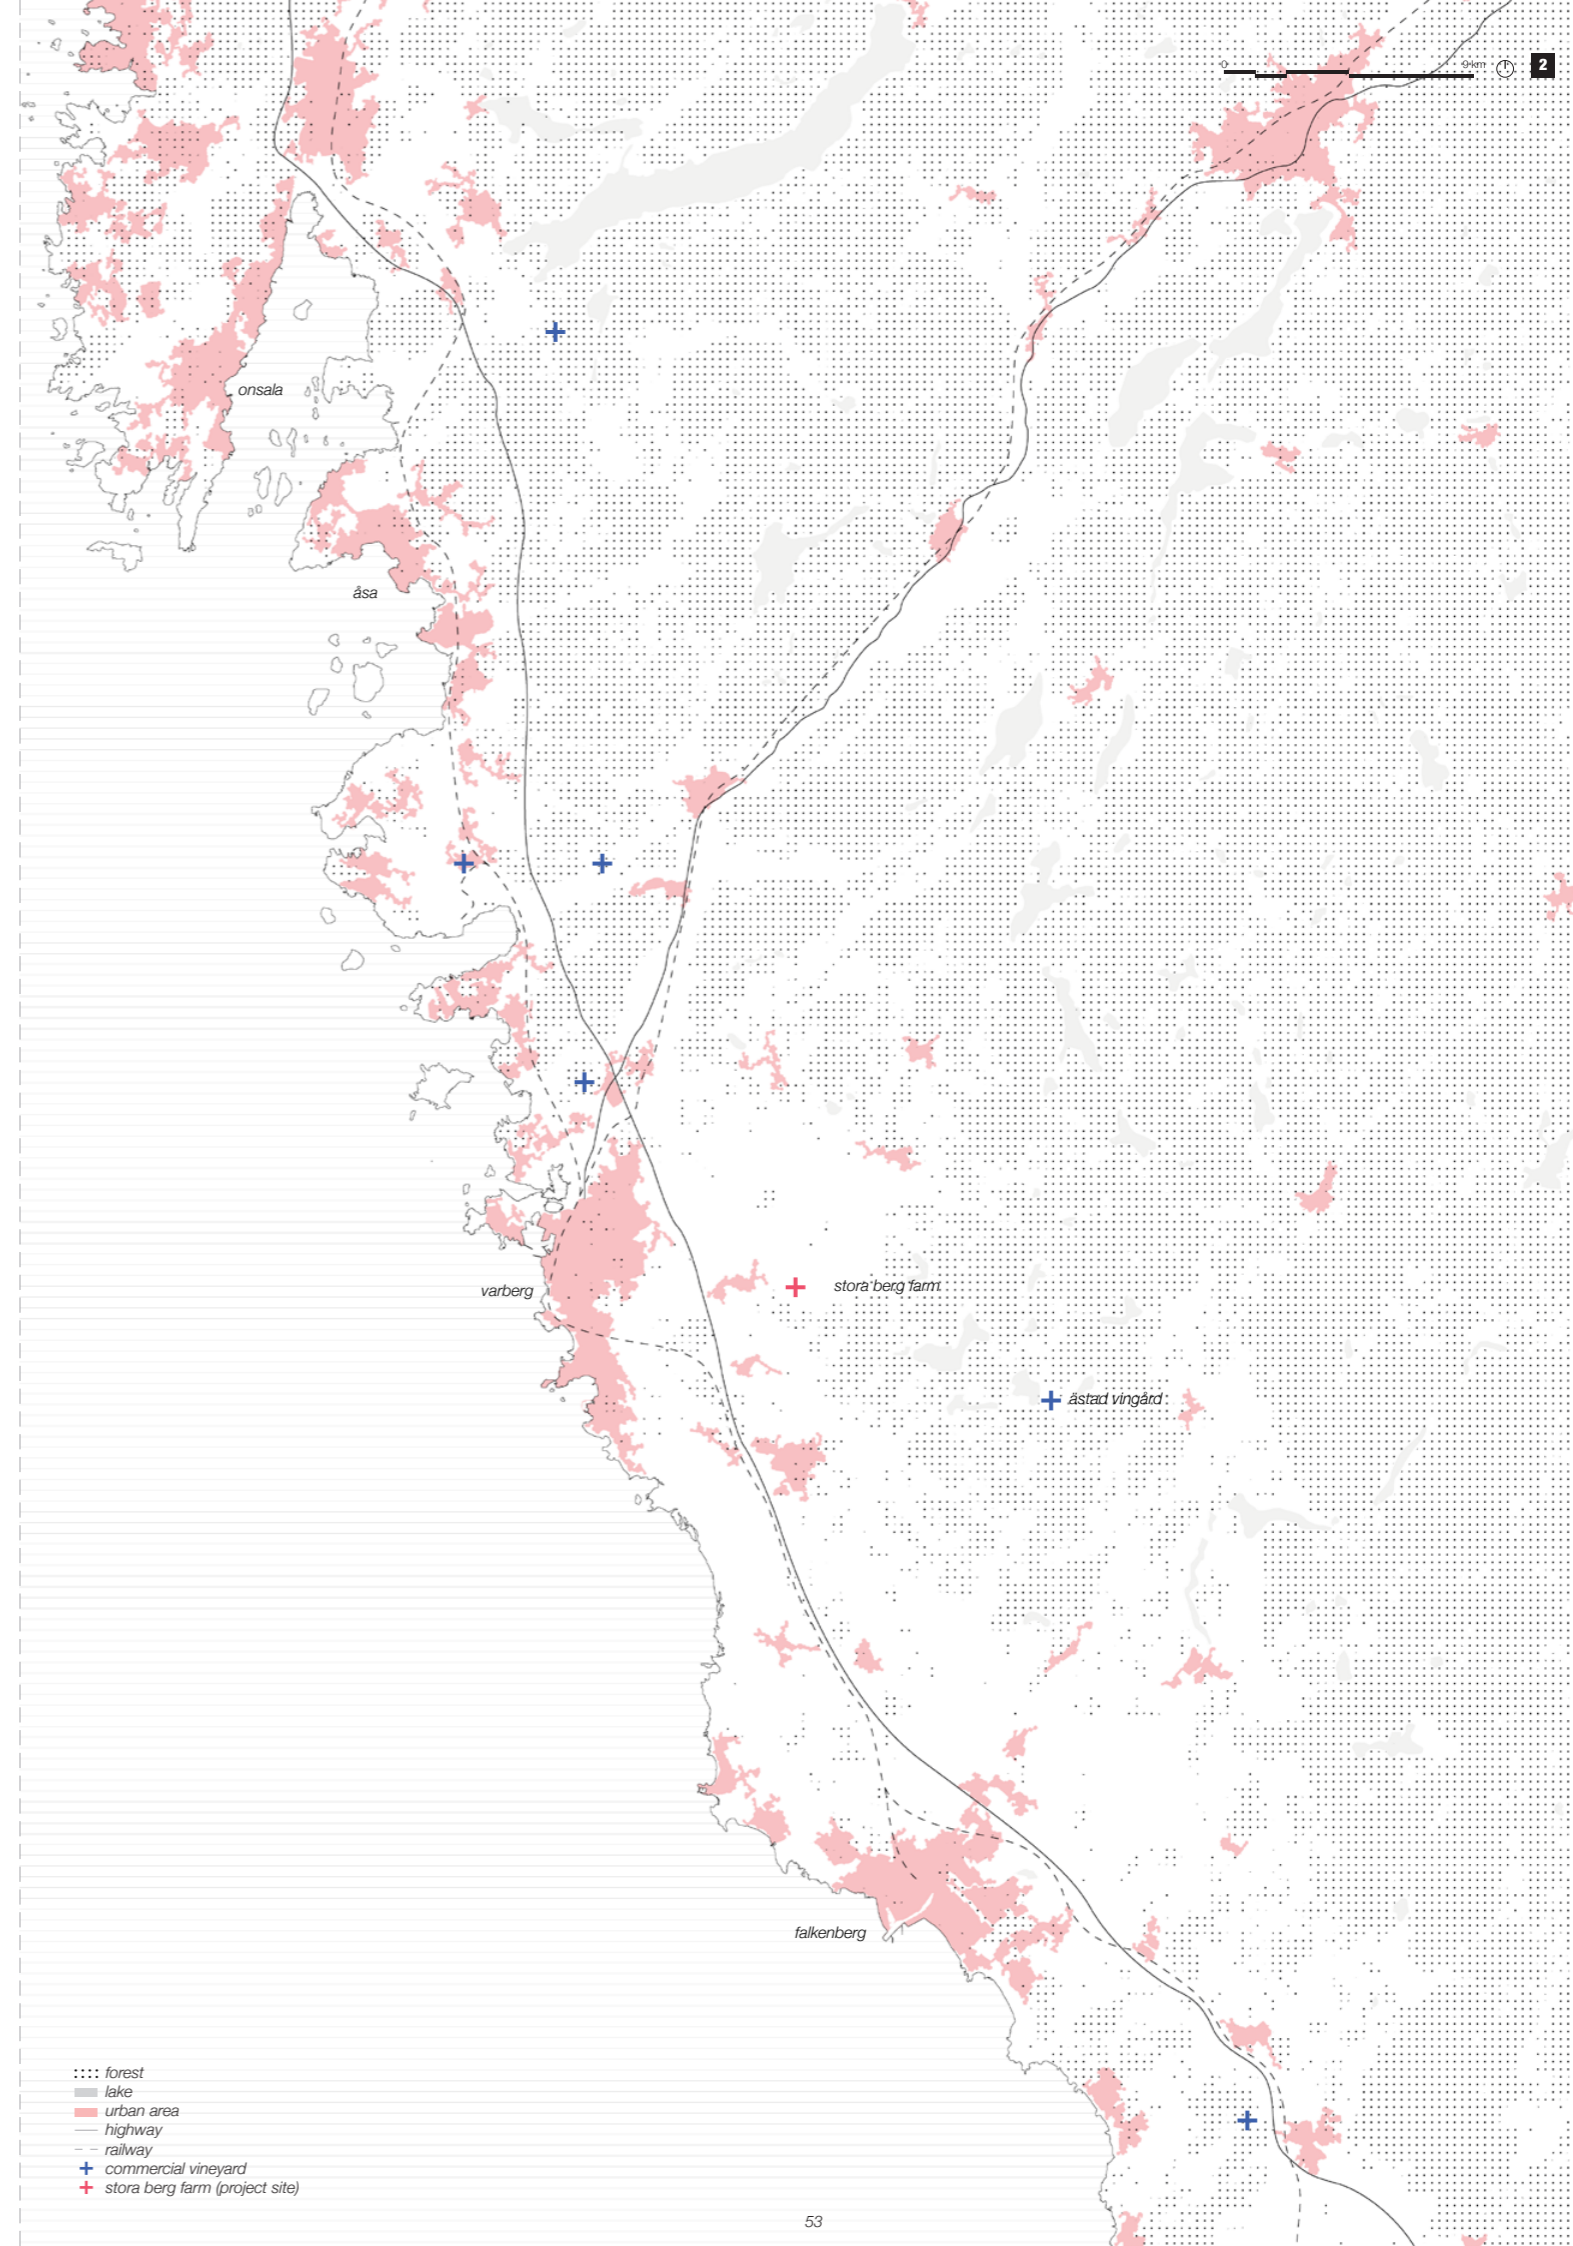 0 9 km 2
onsala
åsa
varberg
stora berg farm
ästad vingård
falkenberg
forest
lake
urban area
highway
railway
commercial vineyard
stora berg farm (project site)
53